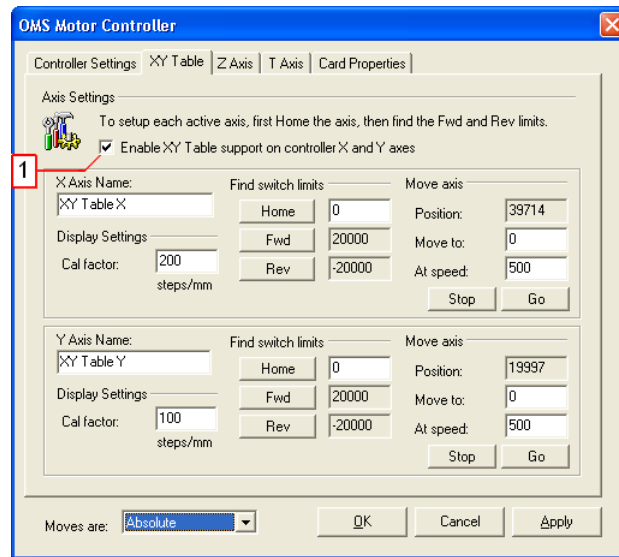 OMS Motor Controller
Controller Settings XY Table Z Axis T Axis Card Properties
Axis Settings
To setup each active axis, first Home the axis, then find the Fwd and Rev limits.
1 Enable XY Table support on controller X and Y axes
X Axis Name: Find switch limits Move axis
XY Table X Home 0 Position: 39714
Display Settings Fwd 20000 Move to: 0
Cal factor: 200 Rev -20000 At speed: 500
steps/mm Stop Go
Y Axis Name: Find switch limits Move axis
XY Table Y Home 0 Position: 19997
Display Settings Fwd 20000 Move to: 0
Cal factor: 100 Rev -20000 At speed: 500
steps/mm Stop Go
Moves are: Absolute OK Cancel Apply